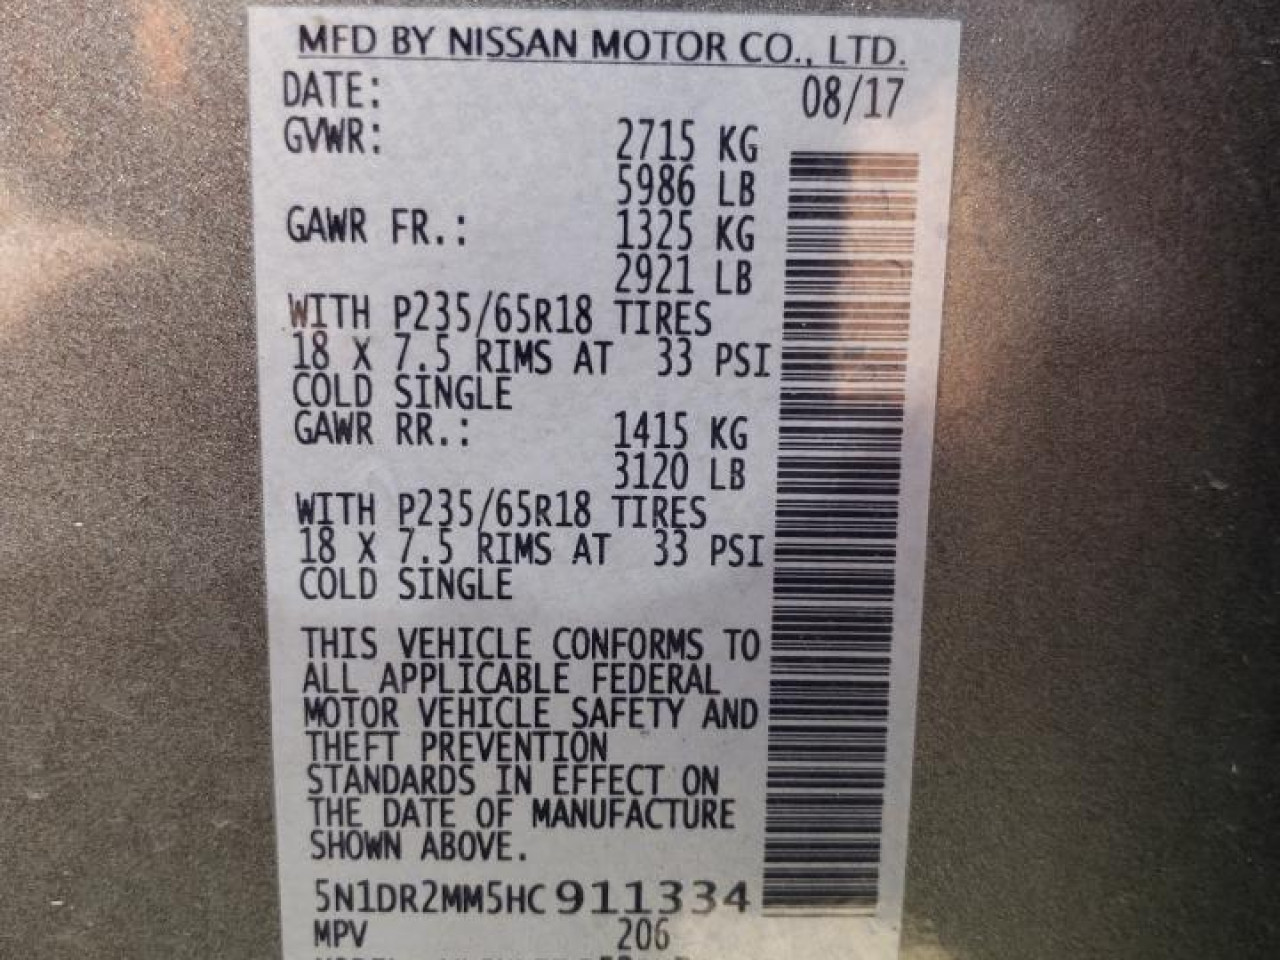 MFD BY NISSAN MOTOR CO., LTD.
DATE: 08/17
GVWR: 2715 KG
5986 LB
GAWR FR.: 1325 KG
2921 LB
WITH P235/65R18 TIRES
18 X 7.5 RIMS AT 33 PSI
COLD SINGLE
GAWR RR.: 1415 KG
3120 LB
WITH P235/65R18 TIRES
18 X 7.5 RIMS AT 33 PSI
COLD SINGLE
THIS VEHICLE CONFORMS TO
ALL APPLICABLE FEDERAL
MOTOR VEHICLE SAFETY AND
THEFT PREVENTION
STANDARDS IN EFFECT ON
THE DATE OF MANUFACTURE
SHOWN ABOVE.
5N1DR2MM5HC911334
MPV 206